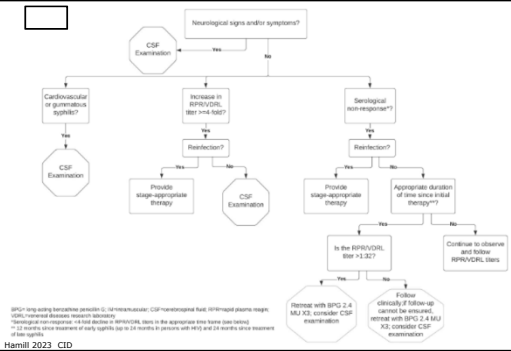 Neurological signs and/or symptoms?
CSF
Examination
Yes
No
Cardiovascular
or gummatous
syphilis?
Increase in
RPR/VDRL
titer >=4-fold?
Serological
non-response*?
Yes
Yes
Yes
CSF
Examination
Reinfection?
Reinfection?
Yes
No
Yes
No
Provide
stage-appropriate
therapy
CSF
Examination
Provide
stage-appropriate
therapy
Appropriate duration
of time since initial
therapy**?
Yes
No
Is the RPR/VDRL
titer >1:32?
Continue to observe
and follow
RPR/VDRL titers
Yes
No
Retreat with BPG 2.4
MU X3; consider CSF
examination
Follow
clinically;if follow-up
cannot be ensured,
retreat with BPG 2.4
MU X3; consider CSF
examination
BPG= long-acting benzathine penicillin G; IM=intramuscular; CSF=cerebrospinal fluid; RPR=rapid plasma reagin;
VDRL=venereal diseases research laboratory
*Serological non-response: <4-fold decline in RPR/VDRL titers in the appropriate time frame (see below)
** 12 months since treatment of early syphilis (up to 24 months in persons with HIV) and 24 months since treatment
of late syphilis
Hamill 2023 CID